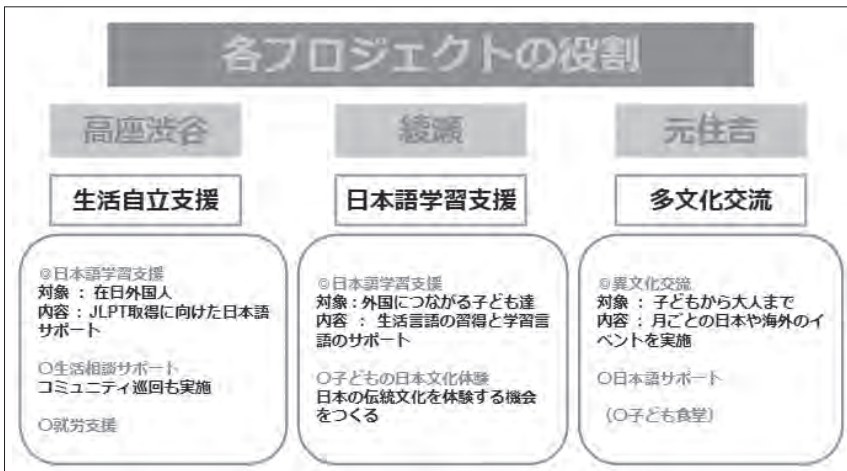 各プロジェクトの役割
高座渋谷
生活自立支援
◎日本語学習支援
対象 : 在日外国人
内容 : JLPT取得に向けた日本語
サポート
〇生活相談サポート
コミュニティ巡回も実施
〇就労支援
綾瀬
日本語学習支援
◎日本語学習支援
対象 : 外国につながる子ども達
内容 : 生活言語の習得と学習言
語のサポート
〇子どもの日本文化体験
日本の伝統文化を体験する機会
をつくる
元住吉
多文化交流
◎異文化交流
対象 : 子どもから大人まで
内容 : 月ごとの日本や海外のイ
ベントを実施
〇日本語サポート
(〇子ども食堂)